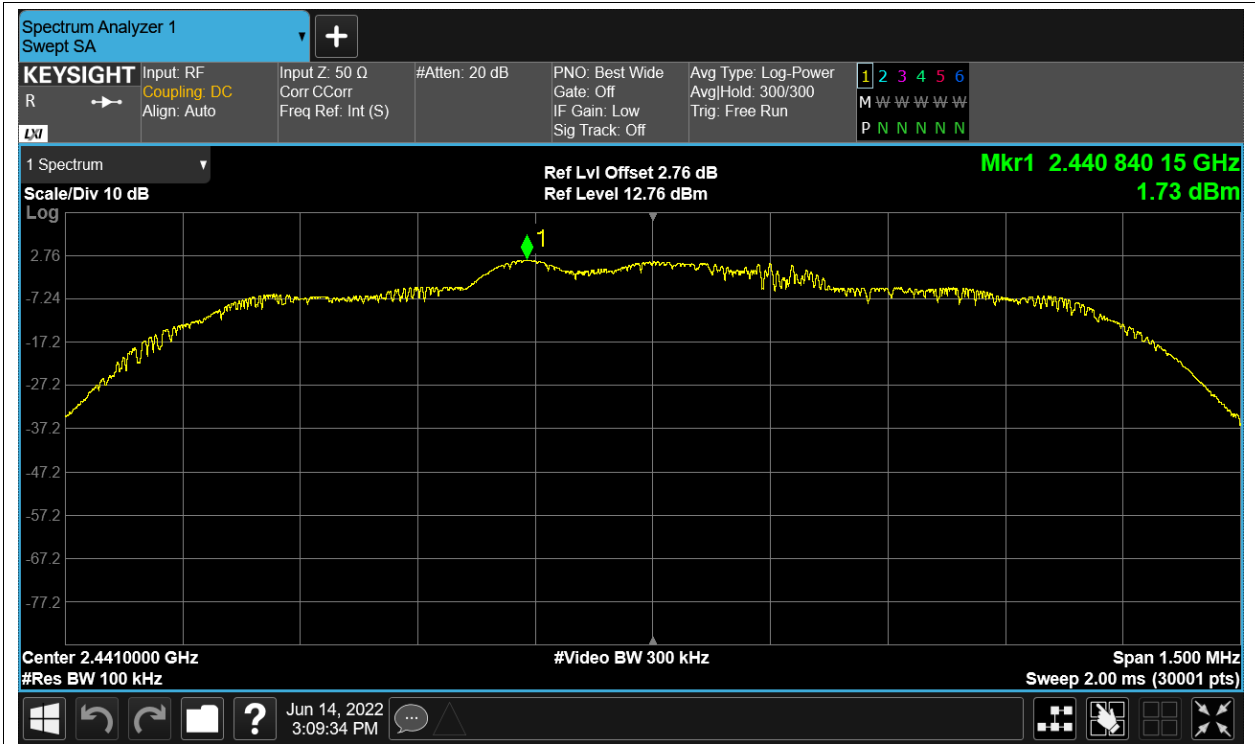 Spectrum Analyzer 1
Swept SA
KEYSIGHT
R
LXI
Input: RF
Coupling: DC
Align: Auto
Input Z: 50 Ω
Corr CCorr
Freq Ref: Int (S)
#Atten: 20 dB
PNO: Best Wide
Gate: Off
IF Gain: Low
Sig Track: Off
Avg Type: Log-Power
Avg|Hold: 300/300
Trig: Free Run
1 2 3 4 5 6
M W W W W W
P N N N N N
1 Spectrum
Scale/Div 10 dB
Log
Ref Lvl Offset 2.76 dB
Ref Level 12.76 dBm
Mkr1 2.440 840 15 GHz
1.73 dBm
1
2.76
-7.24
-17.2
-27.2
-37.2
-47.2
-57.2
-67.2
-77.2
Center 2.4410000 GHz
#Res BW 100 kHz
#Video BW 300 kHz
Span 1.500 MHz
Sweep 2.00 ms (30001 pts)
?
Jun 14, 2022
3:09:34 PM